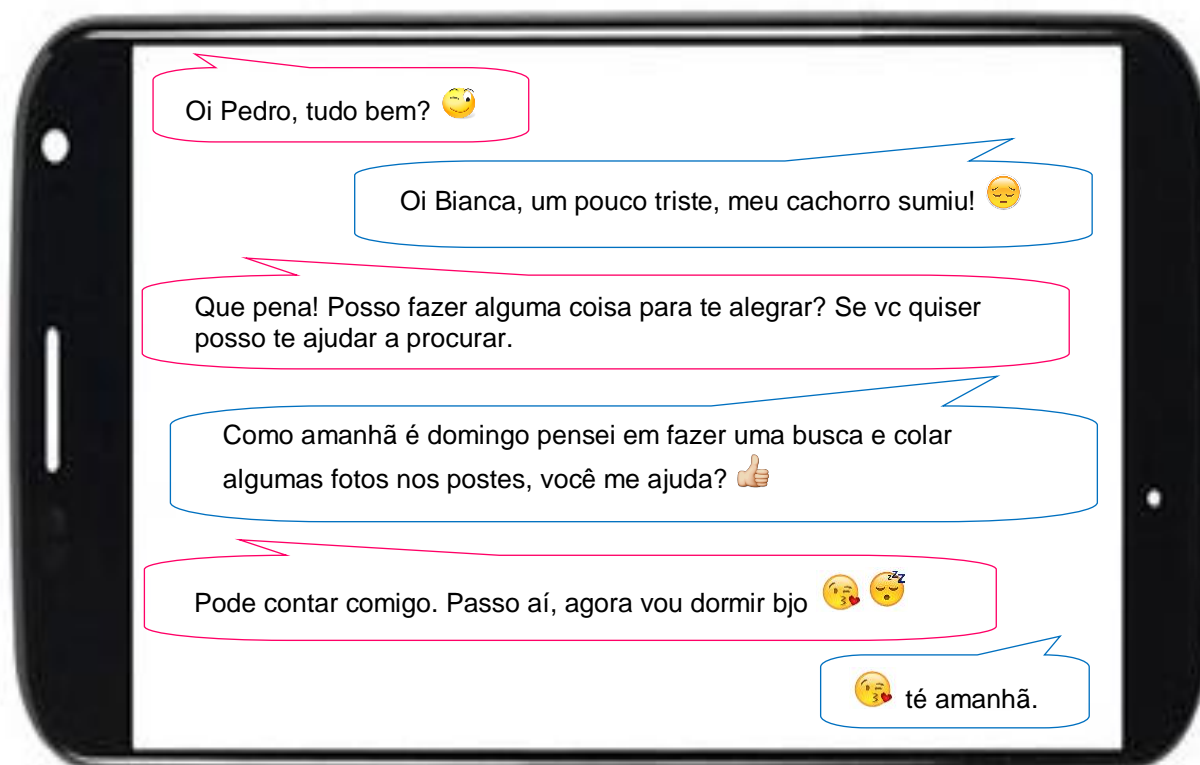 Oi Pedro, tudo bem? 😉
Oi Bianca, um pouco triste, meu cachorro sumiu! 😔
Que pena! Posso fazer alguma coisa para te alegrar? Se vc quiser
posso te ajudar a procurar.
Como amanhã é domingo pensei em fazer uma busca e colar
algumas fotos nos postes, você me ajuda? 👍
Pode contar comigo. Passo aí, agora vou dormir bjo 😘 😴
😘 té amanhã.